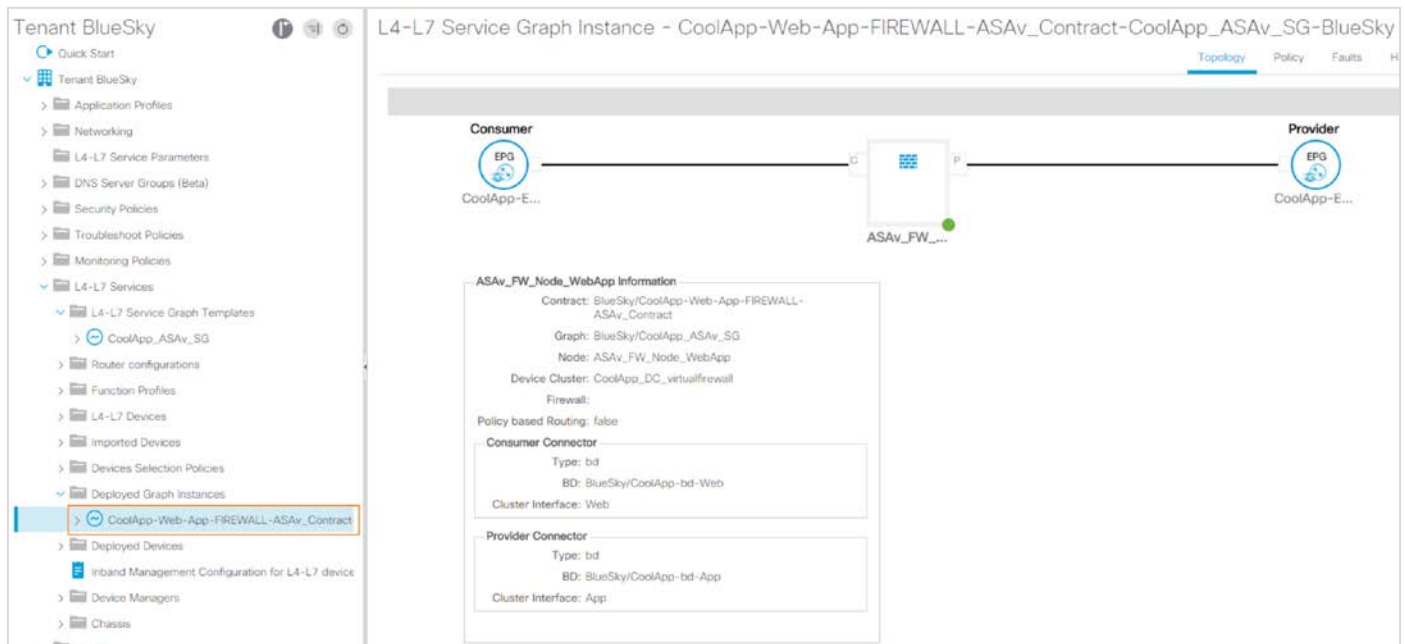 Tenant BlueSky
Quick Start
Tenant BlueSky
Application Profiles
Networking
L4-L7 Service Parameters
DNS Server Groups (Beta)
Security Policies
Troubleshoot Policies
Monitoring Policies
L4-L7 Services
L4-L7 Service Graph Templates
CoolApp_ASAv_SG
Router configurations
Function Profiles
L4-L7 Devices
Imported Devices
Devices Selection Policies
Deployed Graph Instances
CoolApp-Web-App-FIREWALL-ASAv_Contract
Deployed Devices
Inband Management Configuration for L4-L7 device
Device Managers
Chassis
L4-L7 Service Graph Instance - CoolApp-Web-App-FIREWALL-ASAv_Contract-CoolApp_ASAv_SG-BlueSky
Topology Policy Faults H
Consumer Provider
EPG C P EPG
CoolApp-E... CoolApp-E...
ASAv_FW_...
ASAv_FW_Node_WebApp Information
Contract: BlueSky/CoolApp-Web-App-FIREWALL-
ASAv_Contract
Graph: BlueSky/CoolApp_ASAv_SG
Node: ASAv_FW_Node_WebApp
Device Cluster: CoolApp_DC_virtualfirewall
Firewall:
Policy based Routing: false
Consumer Connector
Type: bd
BD: BlueSky/CoolApp-bd-Web
Cluster Interface: Web
Provider Connector
Type: bd
BD: BlueSky/CoolApp-bd-App
Cluster Interface: App